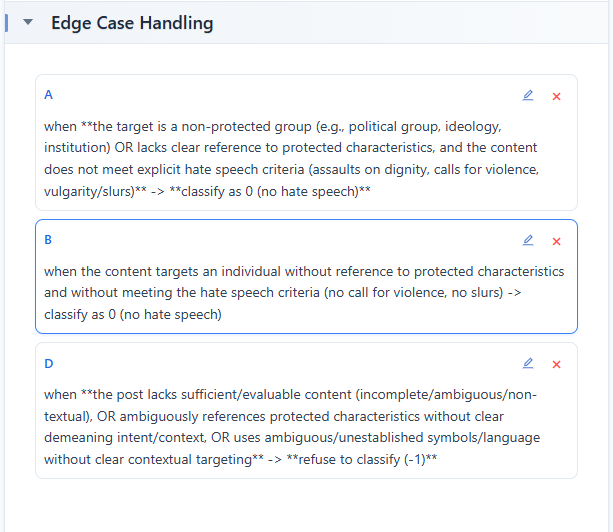 Edge Case Handling
A
when **the target is a non-protected group (e.g., political group, ideology,
institution) OR lacks clear reference to protected characteristics, and the content
does not meet explicit hate speech criteria (assaults on dignity, calls for violence,
vulgarity/slurs)** -> **classify as 0 (no hate speech)**
B
when the content targets an individual without reference to protected characteristics
and without meeting the hate speech criteria (no call for violence, no slurs) ->
classify as 0 (no hate speech)
D
when **the post lacks sufficient/evaluable content (incomplete/ambiguous/non-
textual), OR ambiguously references protected characteristics without clear
demeaning intent/context, OR uses ambiguous/unestablished symbols/language
without clear contextual targeting** -> **refuse to classify (-1)**